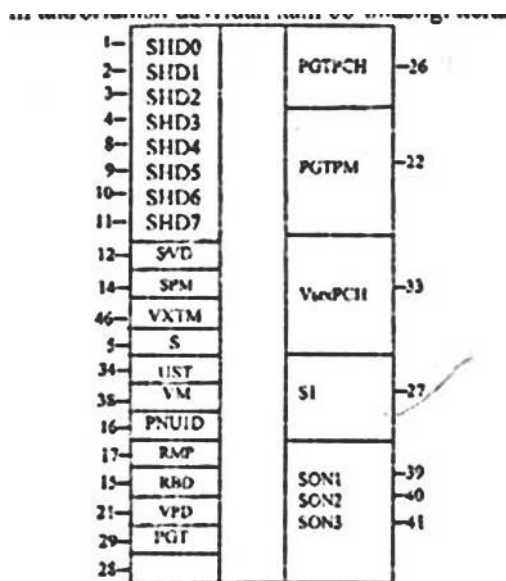 1 SHD0
2 SHD1
3 SHD2
4 SHD3
8 SHD4
9 SHD5
10 SHD6
11 SHD7
12 SVD
14 SPM
46 VXTM
5 S
34 UST
38 VM
16 PNUID
17 RMP
15 RBD
21 VPD
29 PGT
28
PGTPCH 26
PGTPM 22
PCH 33
S1 27
SON1 39
SON2 40
SON3 41